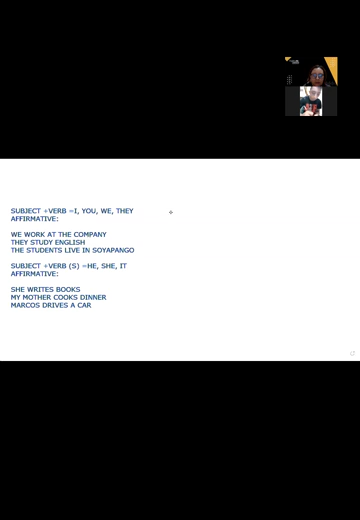 SUBJECT +VERB =I, YOU, WE, THEY
AFFIRMATIVE:
WE WORK AT THE COMPANY
THEY STUDY ENGLISH
THE STUDENTS LIVE IN SOYAPANGO
SUBJECT +VERB (S) =HE, SHE, IT
AFFIRMATIVE:
SHE WRITES BOOKS
MY MOTHER COOKS DINNER
MARCOS DRIVES A CAR